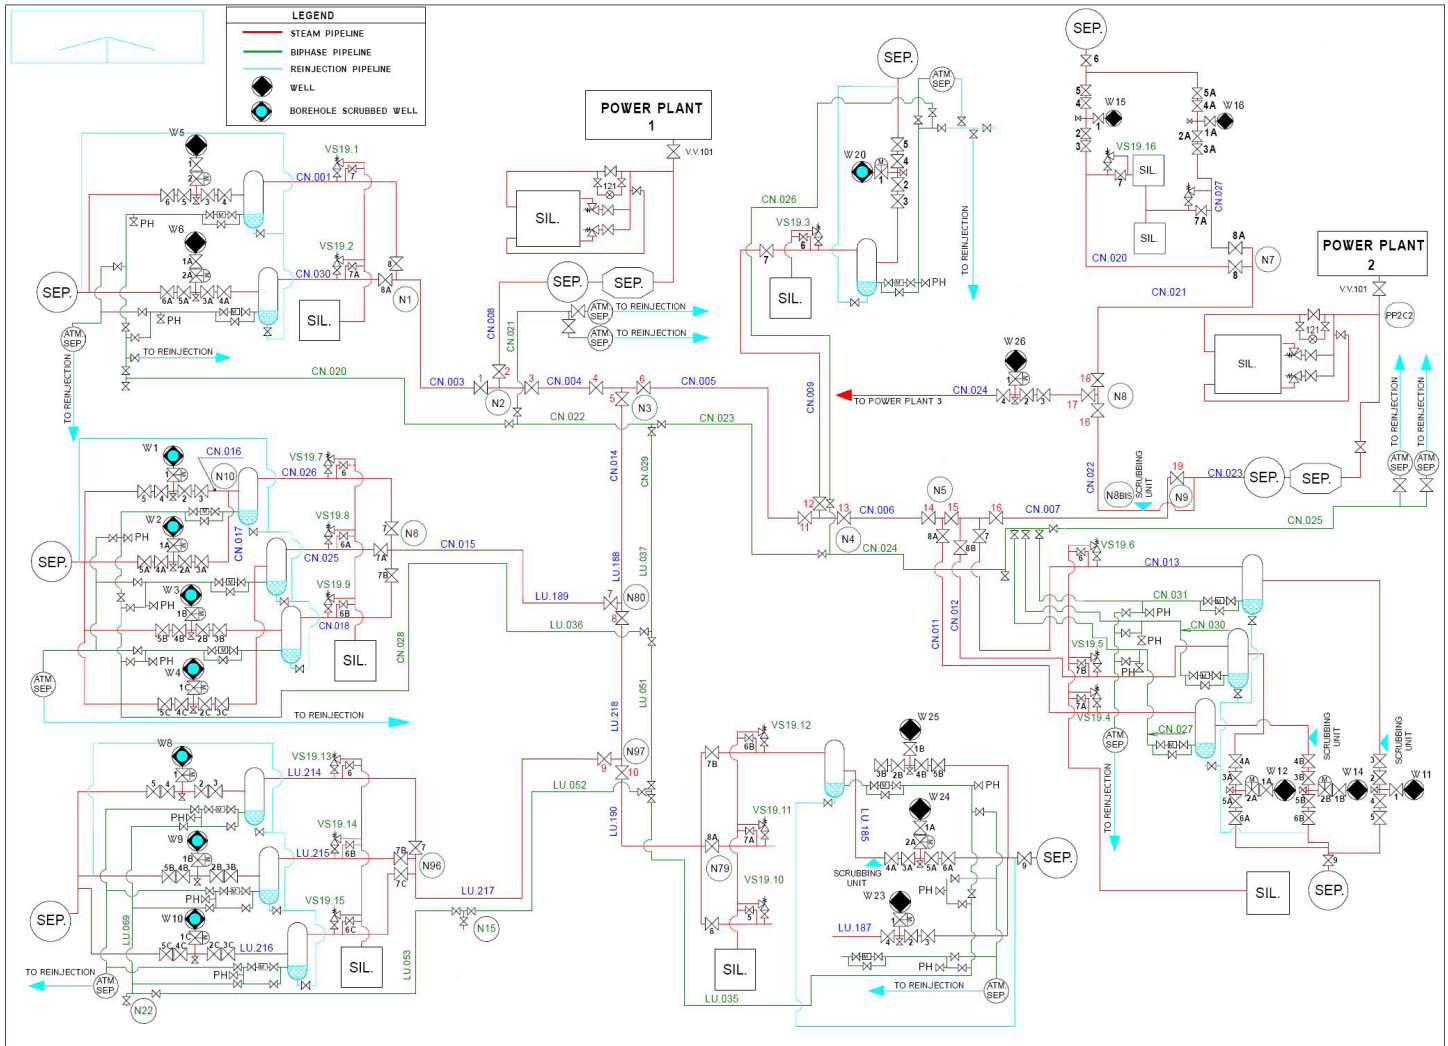 LEGEND
STEAM PIPELINE
BIPHASE PIPELINE
REINJECTION PIPELINE
WELL
BOREHOLE SCRUBBED WELL
POWER PLANT
1
V.V.101
121
SIL.
SEP.
SEP.
CN.008
CN.021
ATM.
SEP.
TO REINJECTION
ATM.
SEP.
TO REINJECTION
W5
VS19.1
CN.001
PH
W6
VS19.2
CN.030
SEP.
PH
SIL.
N1
ATM.
SEP.
TO REINJECTION
TO REINJECTION
CN.020
CN.003
N2
CN.004
N3
CN.005
CN.022
CN.023
SEP.
ATM.
SEP.
W20
CN.026
VS19.3
SIL.
PH
TO REINJECTION
CN.009
SEP.
W15
W16
VS19.16
SIL.
SIL.
CN.027
CN.020
N7
CN.021
POWER PLANT
2
V.V.101
PP2C2
121
SIL.
W26
CN.024
TO POWER PLANT 3
N8
CN.022
N8BIS
SCRUBBING
UNIT
N9
CN.023
SEP.
TO REINJECTION
TO REINJECTION
ATM.
SEP.
ATM.
SEP.
CN.025
W1
CN.016
N10
CN.026
VS19.7
W2
PH
CN.017
VS19.8
CN.025
N6
CN.015
SEP.
W3
PH
VS19.9
CN.018
W4
PH
SIL.
CN.028
ATM.
SEP.
TO REINJECTION
CN.014
CN.029
LU.188
LU.037
LU.189
N80
LU.036
LU.051
LU.218
N97
LU.052
LU.190
N4
CN.006
N5
CN.007
CN.024
CN.011
CN.012
VS19.6
CN.013
CN.031
PH
CN.030
VS19.5
PH
PH
VS19.4
CN.027
ATM.
SEP.
TO REINJECTION
SCRUBBING
UNIT
SCRUBBING
UNIT
W12
W14
W11
SIL.
SEP.
W8
VS19.13
LU.214
PH
W9
VS19.14
LU.215
N96
PH
SEP.
W10
VS19.15
LU.216
LU.217
LU.069
PH
SIL.
N15
LU.053
TO REINJECTION
ATM.
SEP.
N22
VS19.12
W25
PH
VS19.11
LU.185
W24
N79
VS19.10
SCRUBBING
UNIT
SEP.
W23
PH
LU.187
PH
SIL.
TO REINJECTION
ATM.
SEP.
LU.035